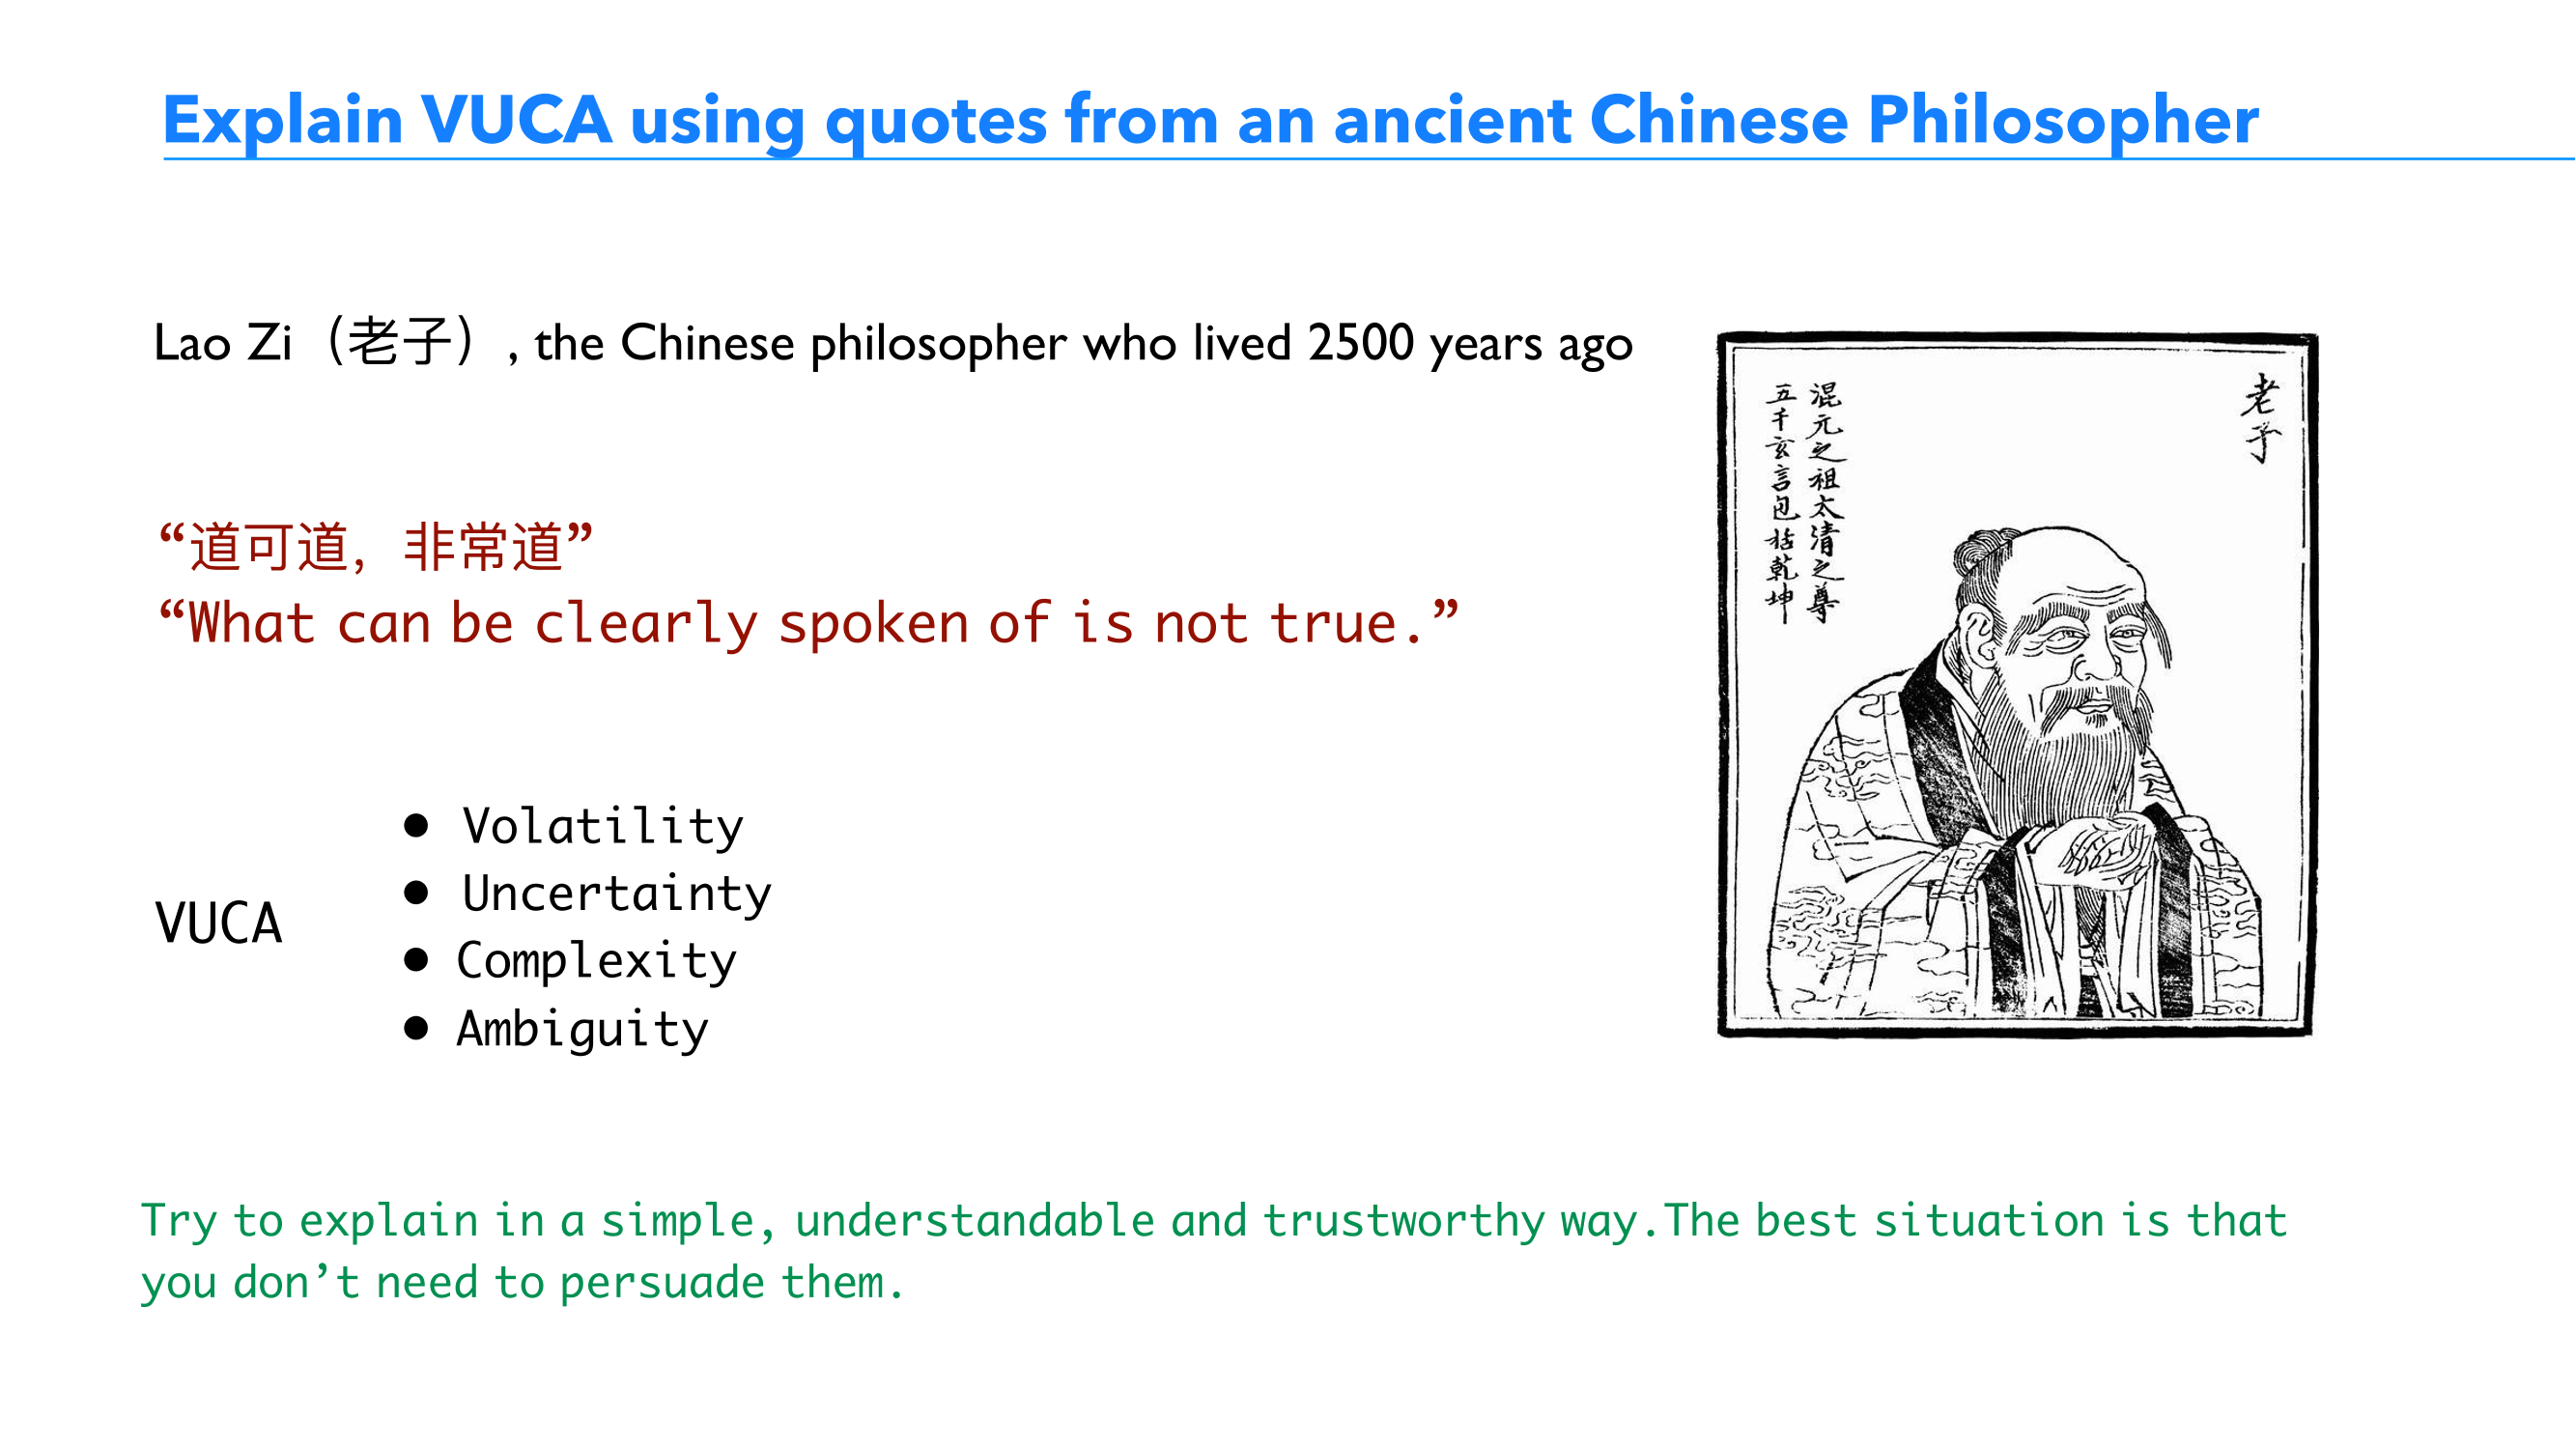 Explain VUCA using quotes from an ancient Chinese Philosopher
Lao Zi（老子）, the Chinese philosopher who lived 2500 years ago
“道可道，非常道”
“What can be clearly spoken of is not true.”
VUCA
● Volatility
● Uncertainty
● Complexity
● Ambiguity
老子
混元之祖太清之尊
五千玄言包括乾坤
Try to explain in a simple, understandable and trustworthy way.The best situation is that
you don’t need to persuade them.